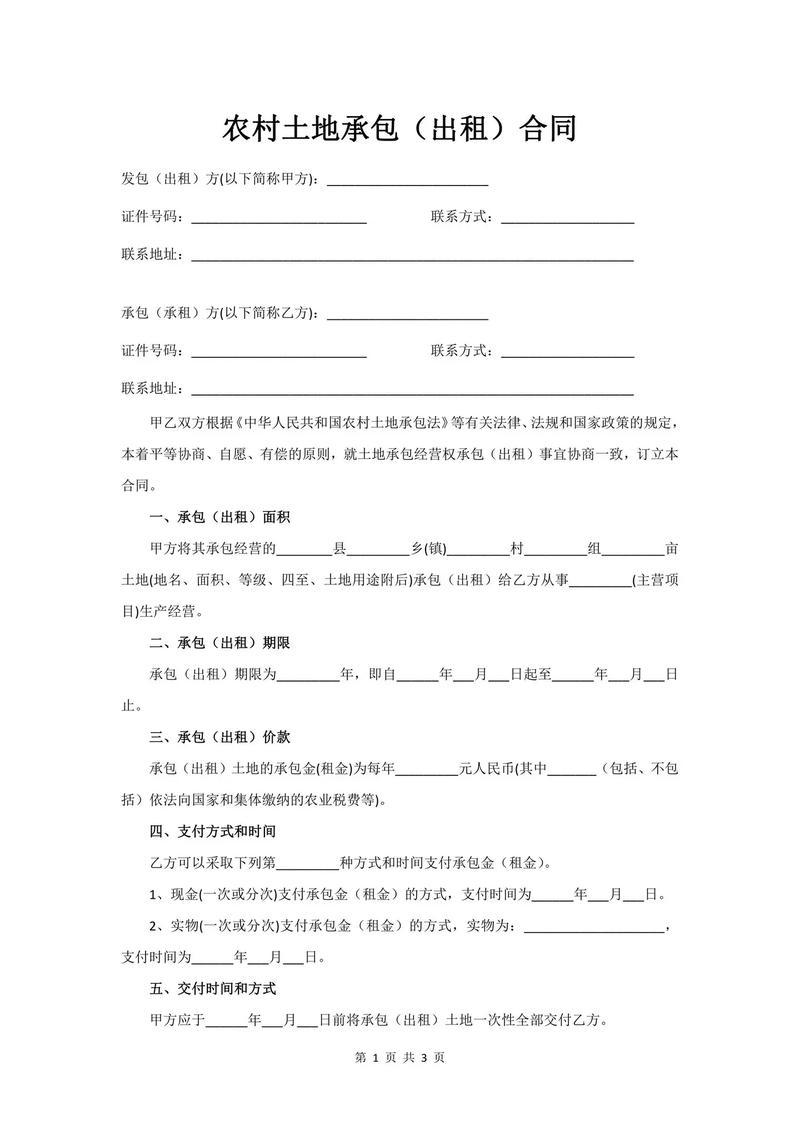 农村土地承包（出租）合同
发包（出租）方(以下简称甲方)：_______________________
证件号码：_________________________ 联系方式：___________________
联系地址：_______________________________________________________________
承包（承租）方(以下简称乙方)：_______________________
证件号码：_________________________ 联系方式：___________________
联系地址：_______________________________________________________________
甲乙双方根据《中华人民共和国农村土地承包法》等有关法律、法规和国家政策的规定，
本着平等协商、自愿、有偿的原则，就土地承包经营权承包（出租）事宜协商一致，订立本
合同。
一、承包（出租）面积
甲方将其承包经营的________县_________乡(镇)_________村_________组_________亩
土地(地名、面积、等级、四至、土地用途附后)承包（出租）给乙方从事_________(主营项
目)生产经营。
二、承包（出租）期限
承包（出租）期限为_________年，即自______年___月___日起至______年___月___日
止。
三、承包（出租）价款
承包（出租）土地的承包金(租金)为每年_________元人民币(其中_______（包括、不包
括）依法向国家和集体缴纳的农业税费等)。
四、支付方式和时间
乙方可以采取下列第_________种方式和时间支付承包金（租金）。
1、现金(一次或分次)支付承包金（租金）的方式，支付时间为______年___月___日。
2、实物(一次或分次)支付承包金（租金）的方式，实物为：____________________，
支付时间为______年___月___日。
五、交付时间和方式
甲方应于______年___月___日前将承包（出租）土地一次性全部交付乙方。
第 1 页 共 3 页